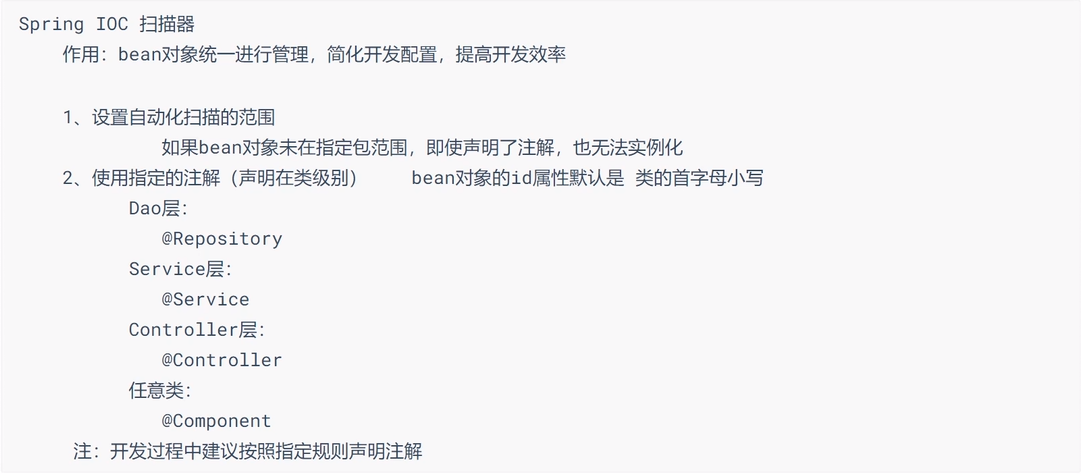 Spring IOC 扫描器
作用：bean对象统一进行管理，简化开发配置，提高开发效率
1、设置自动化扫描的范围
如果bean对象未在指定包范围，即使声明了注解，也无法实例化
2、使用指定的注解（声明在类级别） bean对象的id属性默认是 类的首字母小写
Dao层：
@Repository
Service层：
@Service
Controller层：
@Controller
任意类：
@Component
注：开发过程中建议按照指定规则声明注解